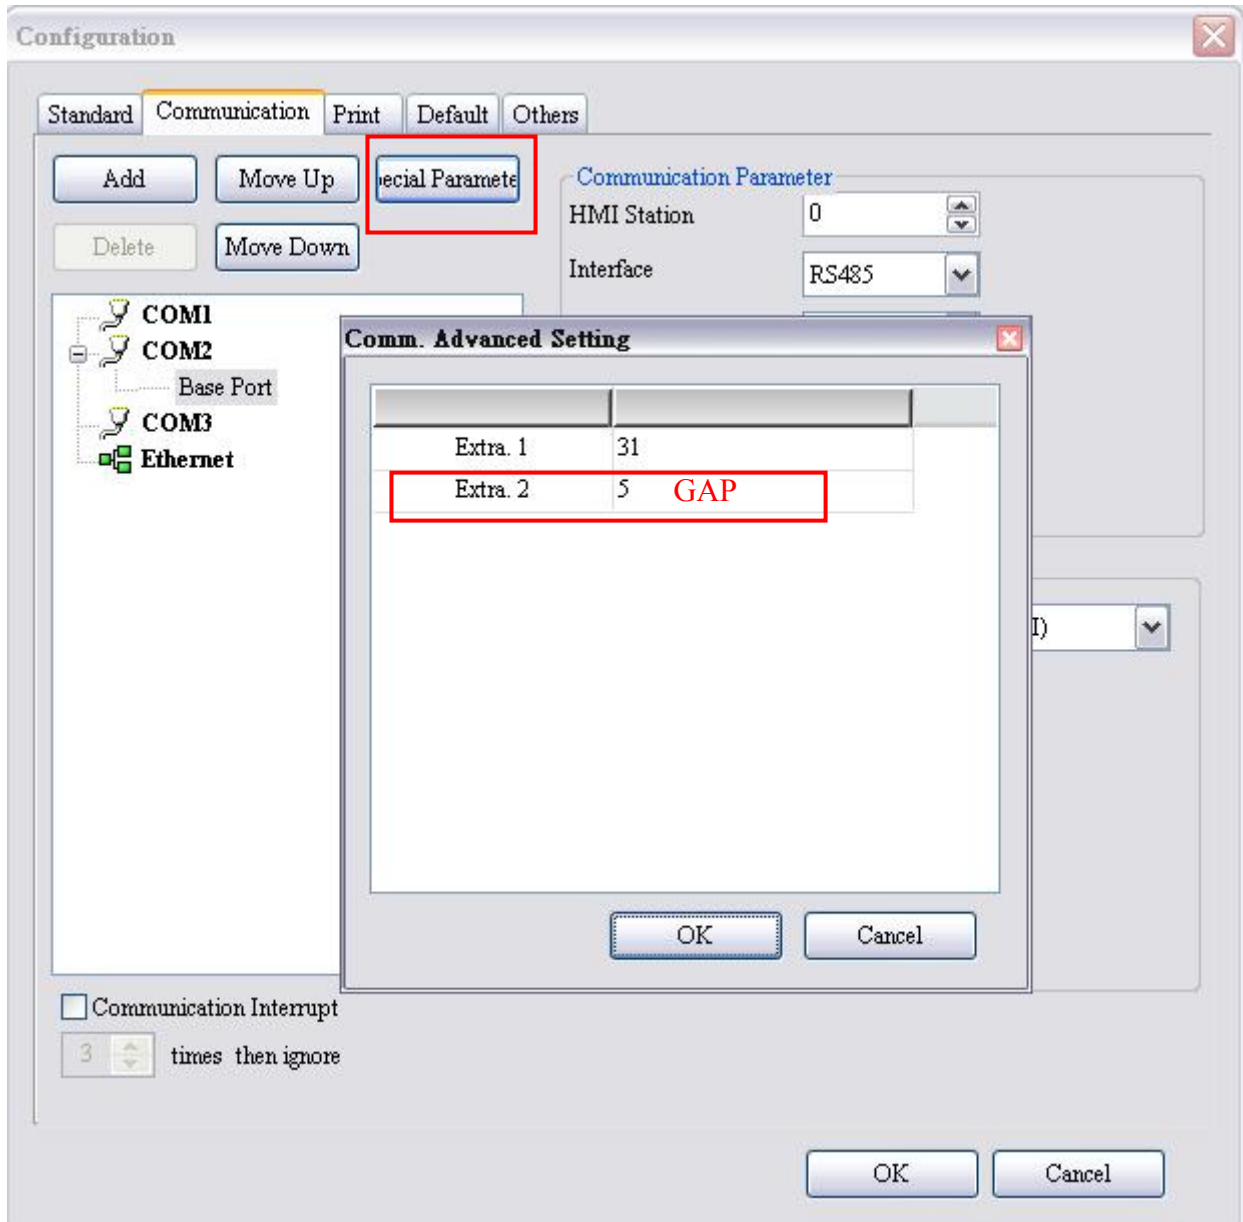 Configuration
Standard Communication Print Default Others
Add Move Up ecial Paramete
Delete Move Down
Communication Parameter
HMI Station 0
Interface RS485
COM1
COM2
Base Port
COM3
Ethernet
Comm. Advanced Setting
Extra. 1 31
Extra. 2 5 GAP
I)
OK Cancel
Communication Interrupt
3 times then ignore
OK Cancel